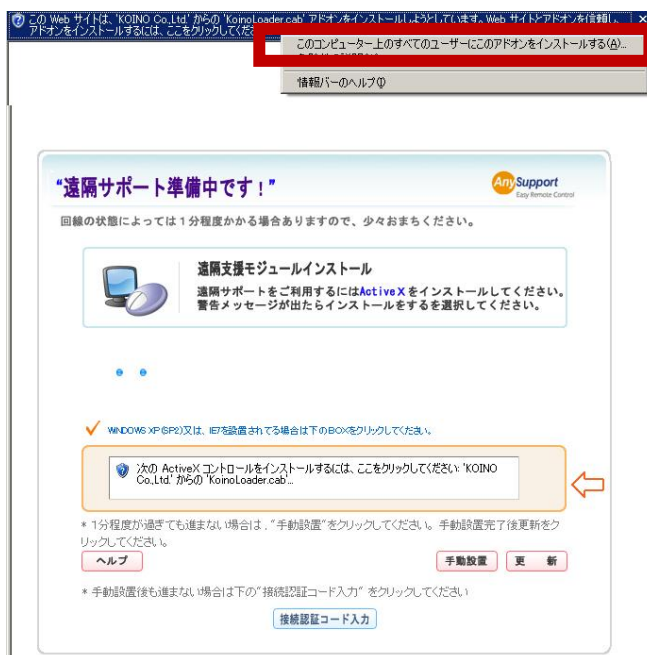 この Web サイトは、'KOINO Co.,Ltd.' からの 'KoinoLoader.cab' アドオンをインストールしようとしています。Web サイトとアドオンを信頼し、
アドオンをインストールするには、ここをクリックしてくださ
このコンピューター上のすべてのユーザーにこのアドオンをインストールする(A)...
情報バーのヘルプ(I)
"遠隔サポート準備中です!"
AnySupport
Easy Remote Control
回線の状態によっては1分程度かかる場合ありますので、少々おまちください。
遠隔支援モジュールインストール
遠隔サポートをご利用するにはActiveXをインストールしてください。
警告メッセージが出たらインストールをするを選択してください。
WINDOWS XP(SP2)又は、IE7を設置されてる場合は下のBOXをクリックしてください。
次の ActiveX コントロールをインストールするには、ここをクリックしてください: 'KOINO
Co.,Ltd.' からの 'KoinoLoader.cab'...
* 1分程度が過ぎても進まない場合は、"手動設置"をクリックしてください。手動設置完了後更新をク
リックしてください。
ヘルプ 手動設置 更 新
* 手動設置後も進まない場合は下の"接続認証コード入力" をクリックしてください
接続認証コード入力